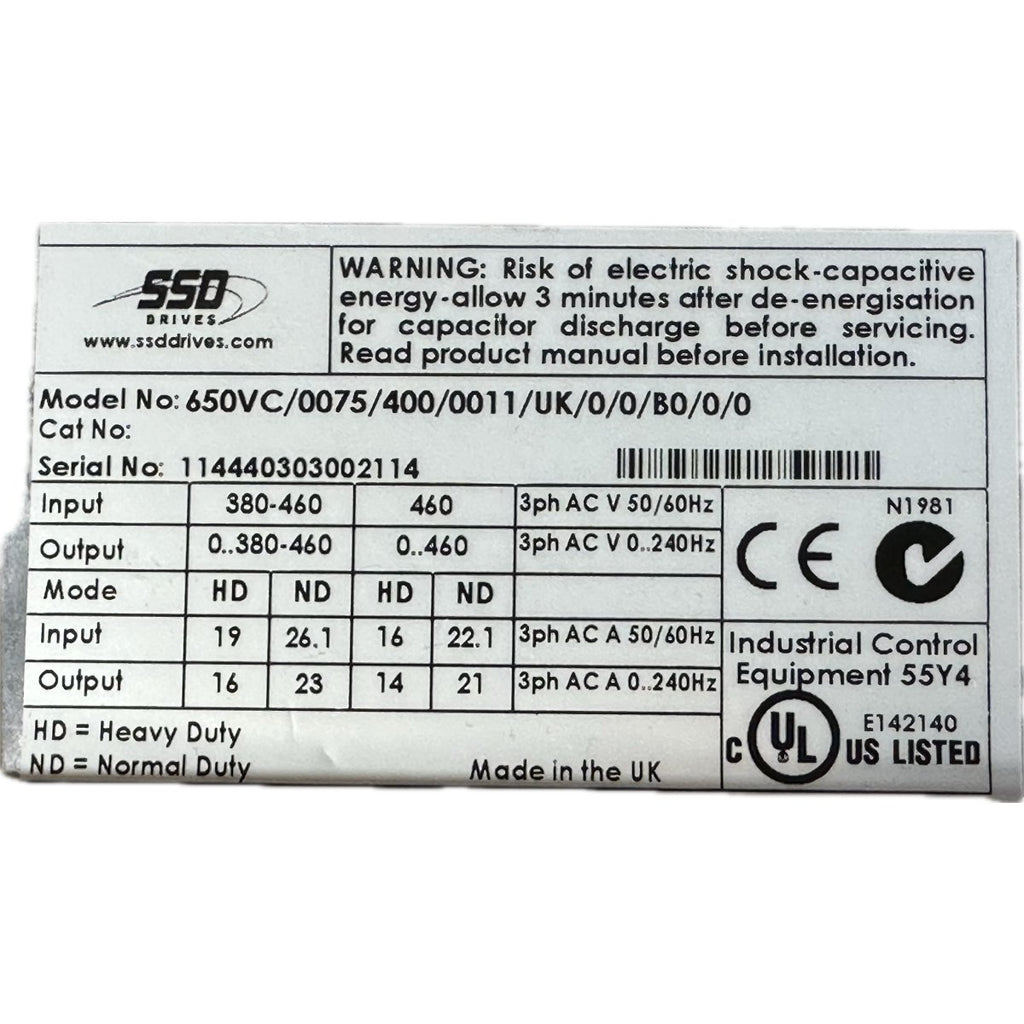 SSD
DRIVES
www.ssddrives.com
WARNING: Risk of electric shock-capacitive
energy-allow 3 minutes after de-energisation
for capacitor discharge before servicing.
Read product manual before installation.
Model No: 650VC/0075/400/0011/UK/0/0/B0/0/0
Cat No:
Serial No: 114440303002114
Input 380-460 460 3ph AC V 50/60Hz
Output 0..380-460 0..460 3ph AC V 0..240Hz
Mode HD ND HD ND
Input 19 26.1 16 22.1 3ph AC A 50/60Hz
Output 16 23 14 21 3ph AC A 0..240Hz
HD = Heavy Duty
ND = Normal Duty
Made in the UK
N1981
CE
Industrial Control
Equipment 55Y4
E142140
C UL US LISTED